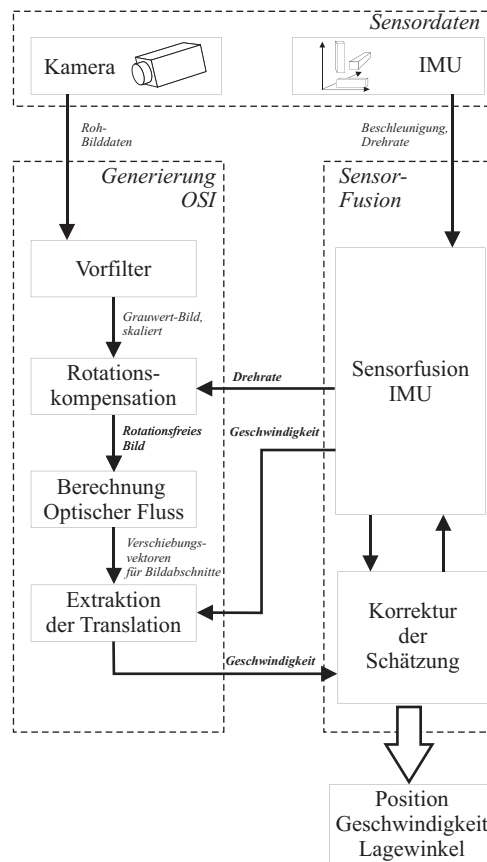 Sensordaten
Kamera
IMU
Roh-
Bilddaten
Beschleunigung,
Drehrate
Generierung
OSI
Sensor-
Fusion
Vorfilter
Grauwert-Bild,
skaliert
Rotations-
kompensation
Drehrate
Sensorfusion
IMU
Rotationsfreies
Bild
Geschwindigkeit
Berechnung
Optischer Fluss
Verschiebungs-
vektoren
für Bildabschnitte
Extraktion
der Translation
Korrektur
der
Schätzung
Geschwindigkeit
Position
Geschwindigkeit
Lagewinkel